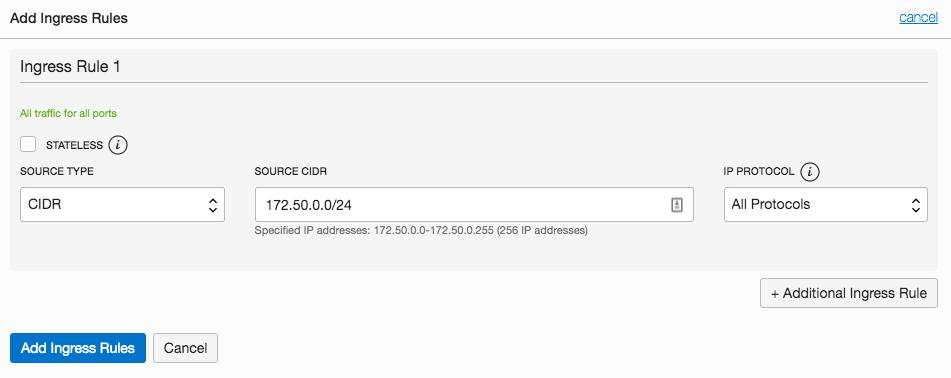 Add Ingress Rules cancel
Ingress Rule 1
All traffic for all ports
STATELESS i
SOURCE TYPE SOURCE CIDR IP PROTOCOL i
CIDR 172.50.0.0/24 All Protocols
Specified IP addresses: 172.50.0.0-172.50.0.255 (256 IP addresses)
+ Additional Ingress Rule
Add Ingress Rules Cancel